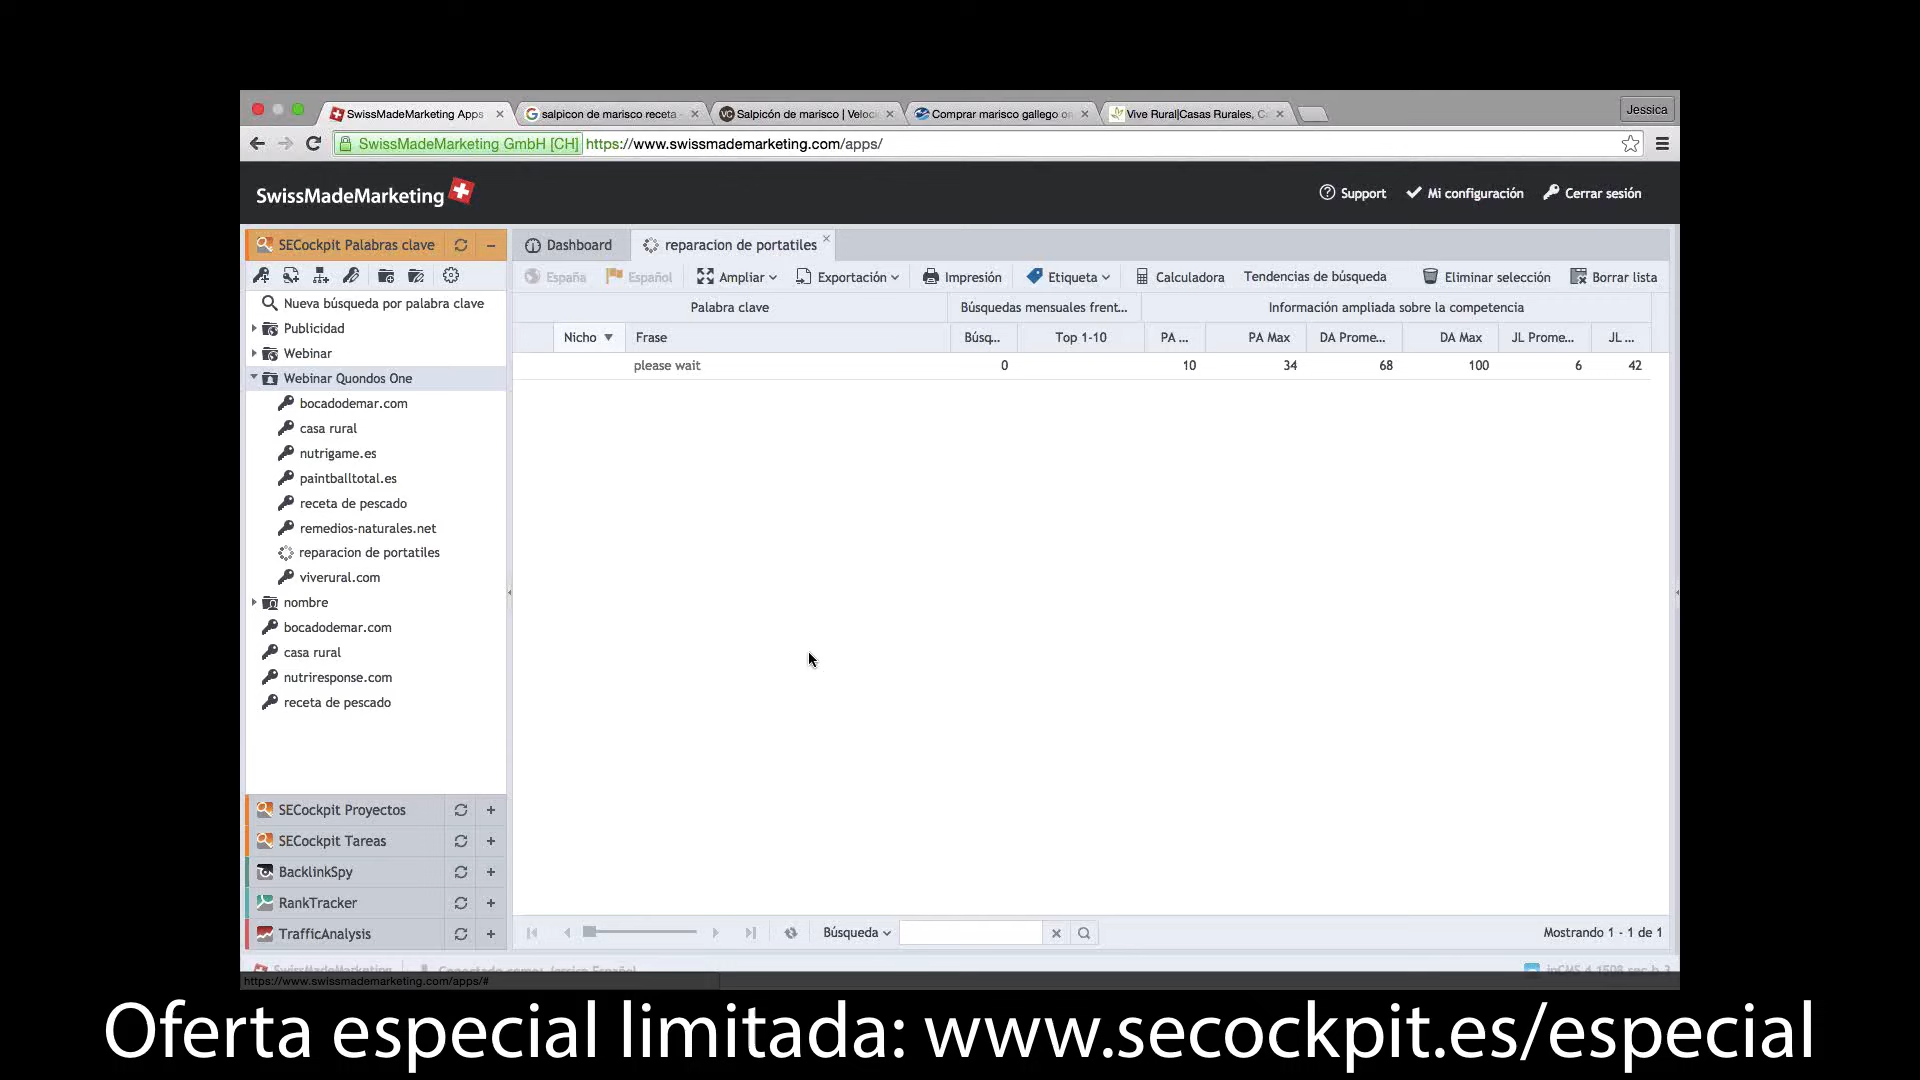 SwissMadeMarketing Apps
salpicon de marisco receta
Salpicón de marisco | Veloci
Comprar marisco gallego on
Vive Rural|Casas Rurales, C
Jessica
SwissMadeMarketing GmbH [CH] https://www.swissmademarketing.com/apps/
SwissMadeMarketing
Support
Mi configuración
Cerrar sesión
SECockpit Palabras clave
Dashboard
reparacion de portatiles
España
Español
Ampliar
Exportación
Impresión
Etiqueta
Calculadora
Tendencias de búsqueda
Eliminar selección
Borrar lista
Nueva búsqueda por palabra clave
Publicidad
Webinar
Webinar Quondos One
bocadodemar.com
casa rural
nutrigame.es
paintballtotal.es
receta de pescado
remedios-naturales.net
reparacion de portatiles
viverural.com
nombre
bocadodemar.com
casa rural
nutriresponse.com
receta de pescado
Palabra clave
Búsquedas mensuales frent...
Información ampliada sobre la competencia
Nicho
Frase
Búsq...
Top 1-10
PA ...
PA Max
DA Prome...
DA Max
JL Prome...
JL ...
please wait
0
10
34
68
100
6
42
SECockpit Proyectos
SECockpit Tareas
BacklinkSpy
RankTracker
TrafficAnalysis
Búsqueda
Mostrando 1 - 1 de 1
SwissMadeMarketing
Conectado como: Jessica Español
https://www.swissmademarketing.com/apps/#
Oferta especial limitada: www.secockpit.es/especial